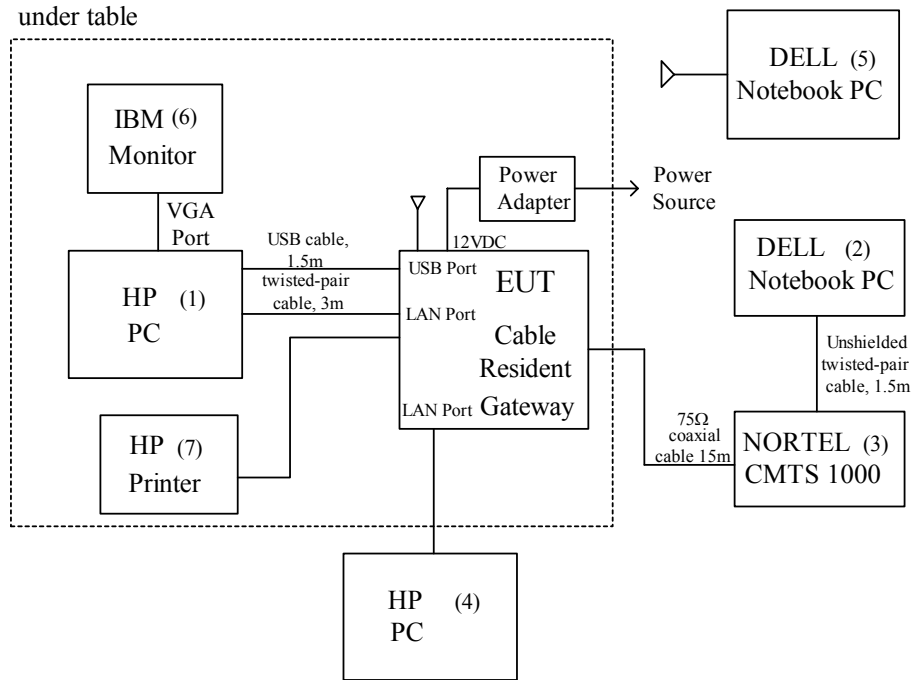 under table
DELL (5)
Notebook PC
IBM (6)
Monitor
VGA
Port
Power
Adapter
Power
Source
12VDC
USB cable,
1.5m
twisted-pair
cable, 3m
HP (1)
PC
USB Port
EUT
LAN Port
Cable
Resident
Gateway
LAN Port
DELL (2)
Notebook PC
Unshielded
twisted-pair
cable, 1.5m
75Ω
coaxial
cable 15m
NORTEL (3)
CMTS 1000
HP (7)
Printer
HP (4)
PC